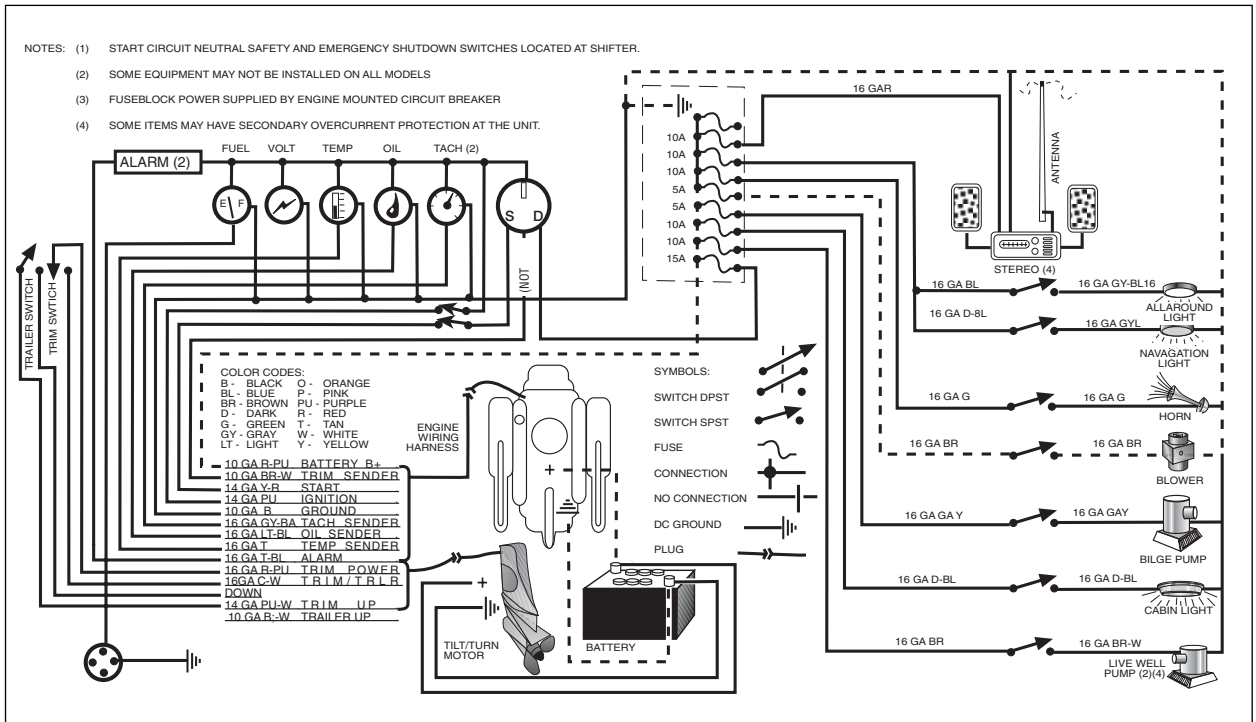 NOTES: (1) START CIRCUIT NEUTRAL SAFETY AND EMERGENCY SHUTDOWN SWITCHES LOCATED AT SHIFTER.
(2) SOME EQUIPMENT MAY NOT BE INSTALLED ON ALL MODELS
(3) FUSEBLOCK POWER SUPPLIED BY ENGINE MOUNTED CIRCUIT BREAKER
(4) SOME ITEMS MAY HAVE SECONDARY OVERCURRENT PROTECTION AT THE UNIT.
ALARM (2)
FUEL VOLT TEMP OIL TACH (2)
E F
S D
(NOT
TRAILER SWITCH
TRIM SWTICH
10A
10A
10A
5A
5A
10A
10A
15A
16 GAR
ANTENNA
STEREO (4)
16 GA BL 16 GA GY-BL16
ALLAROUND
LIGHT
16 GA D-8L 16 GA GYL
NAVAGATION
LIGHT
16 GA G 16 GA G
HORN
16 GA BR 16 GA BR
BLOWER
16 GA GA Y 16 GA GAY
BILGE PUMP
16 GA D-BL 16 GA D-BL
CABIN LIGHT
16 GA BR 16 GA BR-W
LIVE WELL
PUMP (2)(4)
COLOR CODES:
B - BLACK O - ORANGE
BL - BLUE P - PINK
BR - BROWN PU - PURPLE
D - DARK R - RED
G - GREEN T - TAN
GY - GRAY W - WHITE
LT - LIGHT Y - YELLOW
ENGINE
WIRING
HARNESS
10 GA R-PU BATTERY B+
10 GA BR-W TRIM SENDER
14 GA Y-R START
14 GA PU IGNITION
10 GA B GROUND
16 GA GY-BA TACH SENDER
16 GA LT-BL OIL SENDER
16 GA T TEMP SENDER
16 GA T-BL ALARM
16 GA R-PU TRIM POWER
16GA C-W TRIM/TRLR
DOWN
14 GA PU-W TRIM UP
10 GA B;-W TRAILER UP
SYMBOLS:
SWITCH DPST
SWITCH SPST
FUSE
CONNECTION
NO CONNECTION
DC GROUND
PLUG
+
+
TILT/TURN
MOTOR
BATTERY